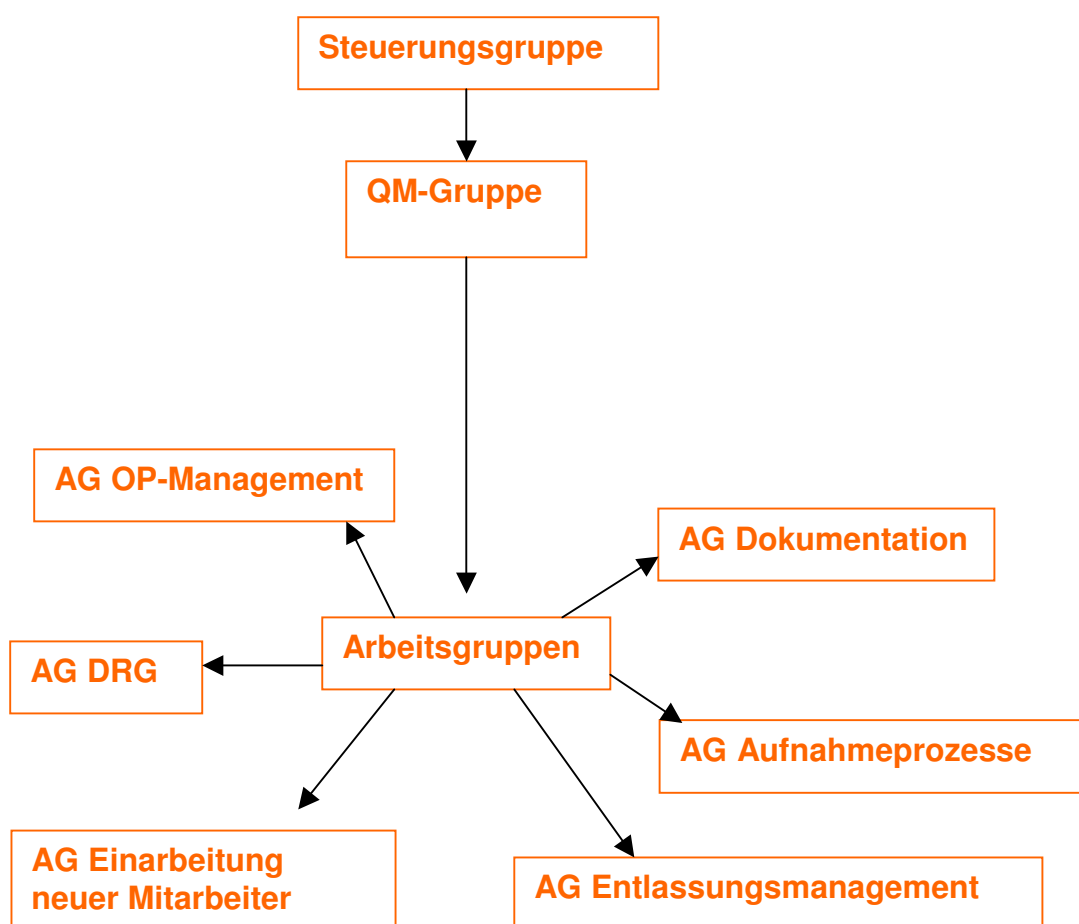 Steuerungsgruppe
QM-Gruppe
AG OP-Management
AG Dokumentation
Arbeitsgruppen
AG DRG
AG Aufnahmeprozesse
AG Einarbeitung
neuer Mitarbeiter
AG Entlassungsmanagement